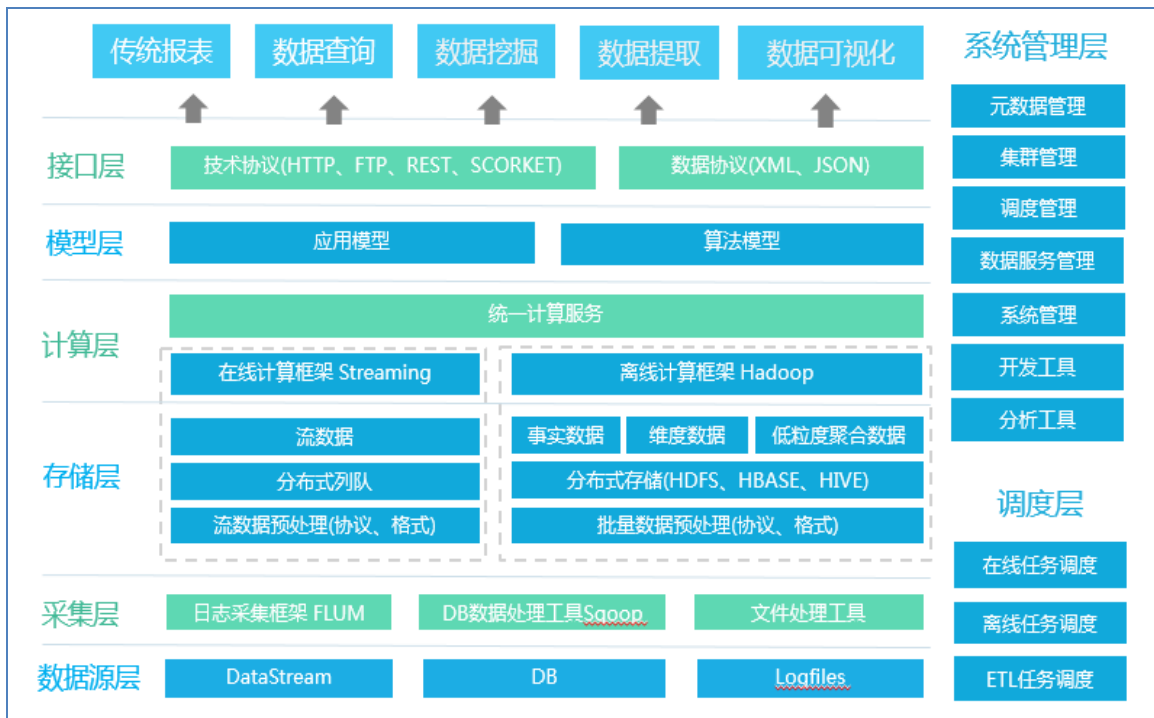 传统报表
数据查询
数据挖掘
数据提取
数据可视化
接口层
技术协议(HTTP、FTP、REST、SCORKET)
数据协议(XML、JSON)
模型层
应用模型
算法模型
计算层
统一计算服务
在线计算框架 Streaming
离线计算框架 Hadoop
存储层
流数据
事实数据
维度数据
低粒度聚合数据
分布式列队
分布式存储(HDFS、HBASE、HIVE)
流数据预处理(协议、格式)
批量数据预处理(协议、格式)
采集层
日志采集框架 FLUM
DB数据处理工具Sqoop
文件处理工具
数据源层
DataStream
DB
Logfiles
系统管理层
元数据管理
集群管理
调度管理
数据服务管理
系统管理
开发工具
分析工具
调度层
在线任务调度
离线任务调度
ETL任务调度